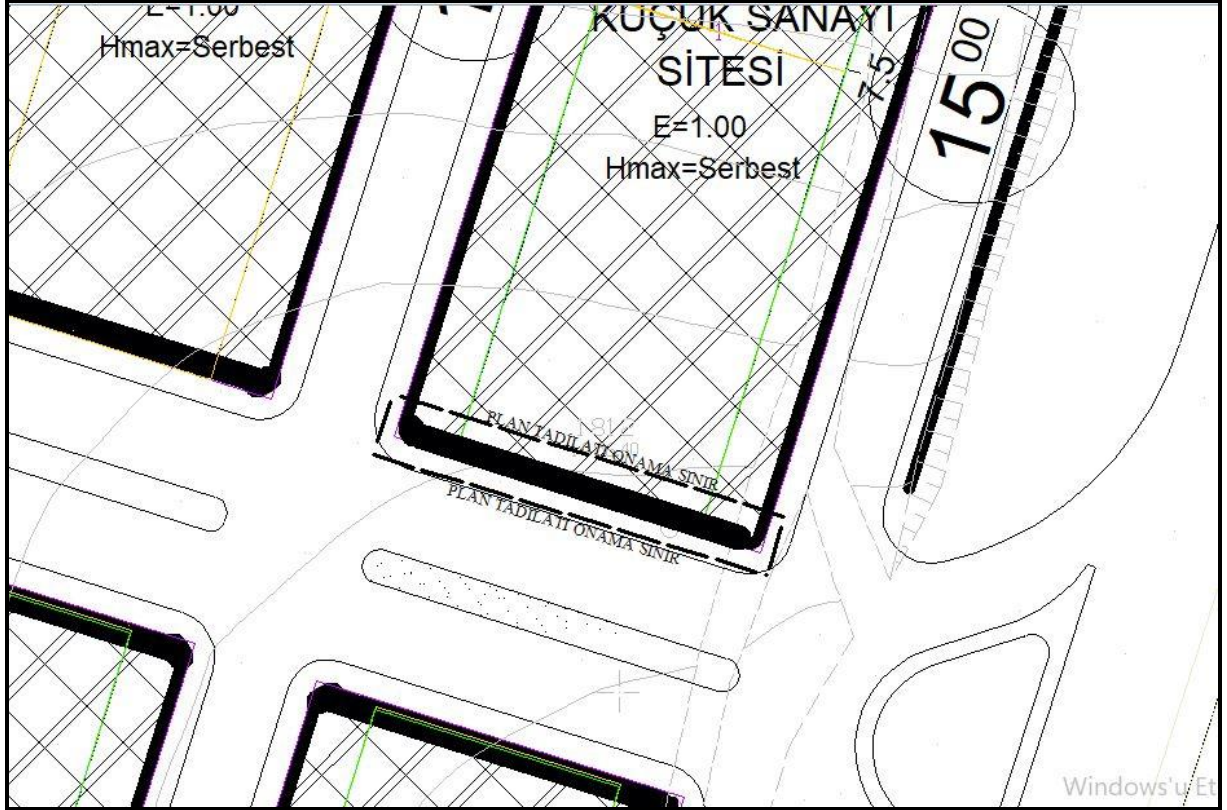 E=1.00
Hmax=Serbest
KÜÇÜK SANAYİ
SİTESİ
E=1.00
Hmax=Serbest
7.5
15 00
PLAN TADİLATI ONAMA SINIR
PLAN TADİLATI ONAMA SINIR
Windows'u Et